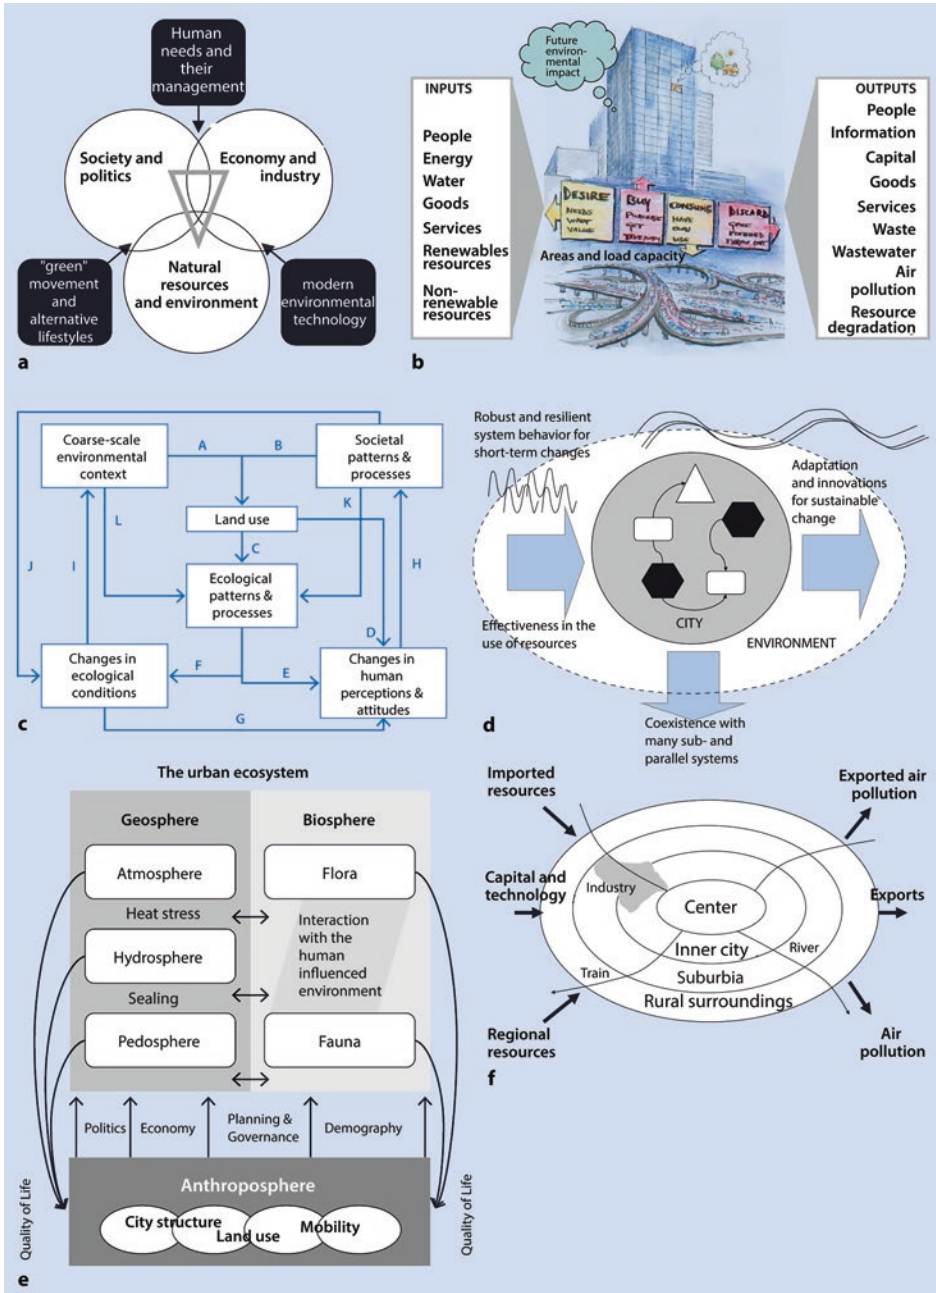 Human
needs and
their
management
Society and
politics
Economy and
industry
Natural
resources
and environment
"green"
movement
and
alternative
lifestyles
modern
environmental
technology
a
INPUTS
People
Energy
Water
Goods
Services
Renewables
resources
Non-
renewable
resources
Future
environ-
mental
impact
DESIRE
NEEDS
WANT
VALUE
BUY
GET
CONSUMING
HAVE
OWN
USE
DISCARD
Areas and load capacity
OUTPUTS
People
Information
Capital
Goods
Services
Waste
Wastewater
Air
pollution
Resource
degradation
b
Coarse-scale
environmental
context
A
B
Societal
patterns &
processes
L
K
Land use
C
J
I
H
Ecological
patterns &
processes
D
F
E
Changes in
ecological
conditions
Changes in
human
perceptions &
attitudes
G
c
Robust and resilient
system behavior for
short-term changes
Adaptation
and innovations
for sustainable
change
CITY
Effectiveness in the
use of resources
ENVIRONMENT
Coexistence with
many sub- and
parallel systems
d
The urban ecosystem
Geosphere
Biosphere
Atmosphere
Flora
Heat stress
Interaction
with the
human
influenced
environment
Hydrosphere
Sealing
Pedosphere
Fauna
Politics
Economy
Planning &
Governance
Demography
Quality of Life
Quality of Life
Anthroposphere
City structure
Land use
Mobility
e
Imported
resources
Exported air
pollution
Capital and
technology
Industry
Center
Exports
Inner city
River
Train
Suburbia
Rural surroundings
Regional
resources
Air
pollution
f